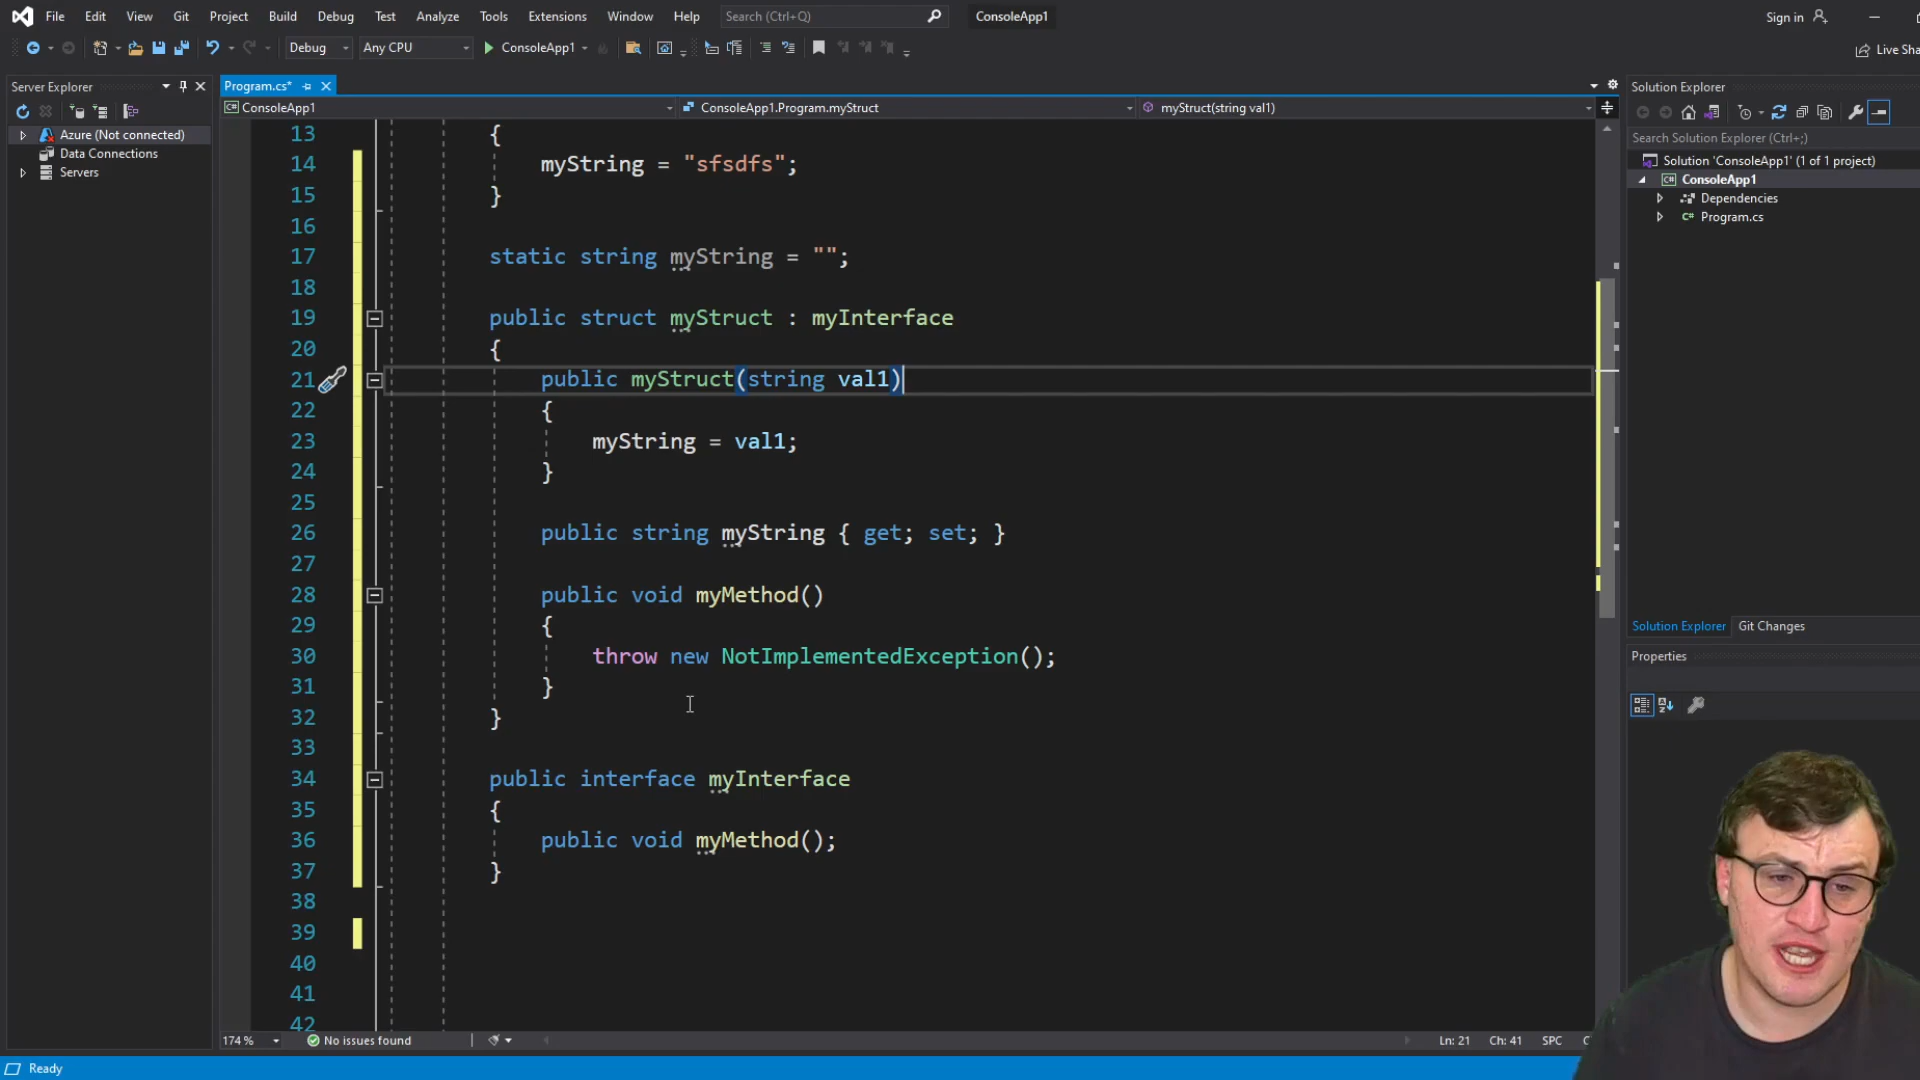 File Edit View Git Project Build Debug Test Analyze Tools Extensions Window Help Search (Ctrl+Q) ConsoleApp1 Sign in
Debug Any CPU ConsoleApp1 Live Sha
Server Explorer
Azure (Not connected)
Data Connections
Servers
Program.cs*
ConsoleApp1 ConsoleApp1.Program.myStruct myStruct(string val1)
13 {
14 myString = "sfsdfs";
15 }
16
17 static string myString = "";
18
19 public struct myStruct : myInterface
20 {
21 public myStruct(string val1)
22 {
23 myString = val1;
24 }
25
26 public string myString { get; set; }
27
28 public void myMethod()
29 {
30 throw new NotImplementedException();
31 }
32 }
33
34 public interface myInterface
35 {
36 public void myMethod();
37 }
38
39
40
41
42
174 % No issues found Ln: 21 Ch: 41 SPC
Ready
Solution Explorer
Search Solution Explorer (Ctrl+;)
Solution 'ConsoleApp1' (1 of 1 project)
ConsoleApp1
Dependencies
Program.cs
Solution Explorer Git Changes
Properties